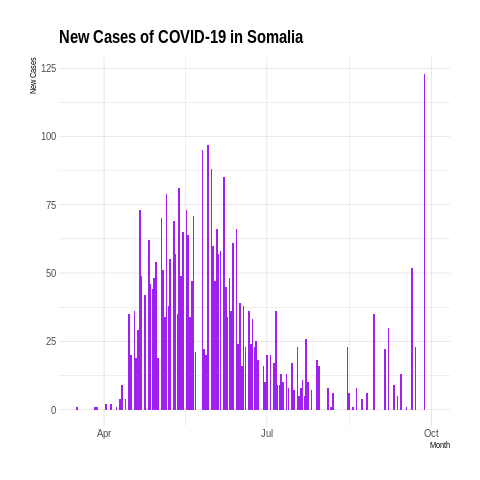 New Cases of COVID-19 in Somalia
New Cases
125
100
75
50
25
0
Apr
Jul
Oct
Month